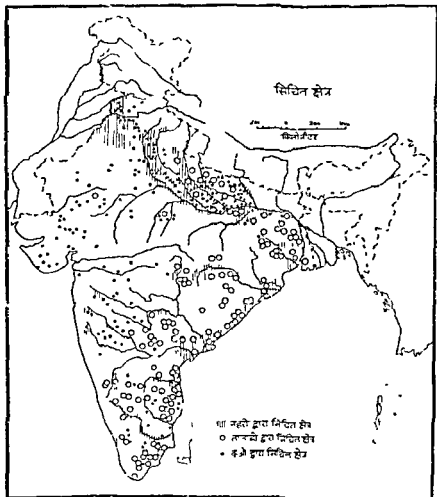 सिंचित क्षेत्र
किलोमीटर
नहरों द्वारा सिंचित क्षेत्र
तालाबों द्वारा सिंचित क्षेत्र
कुओं द्वारा सिंचित क्षेत्र